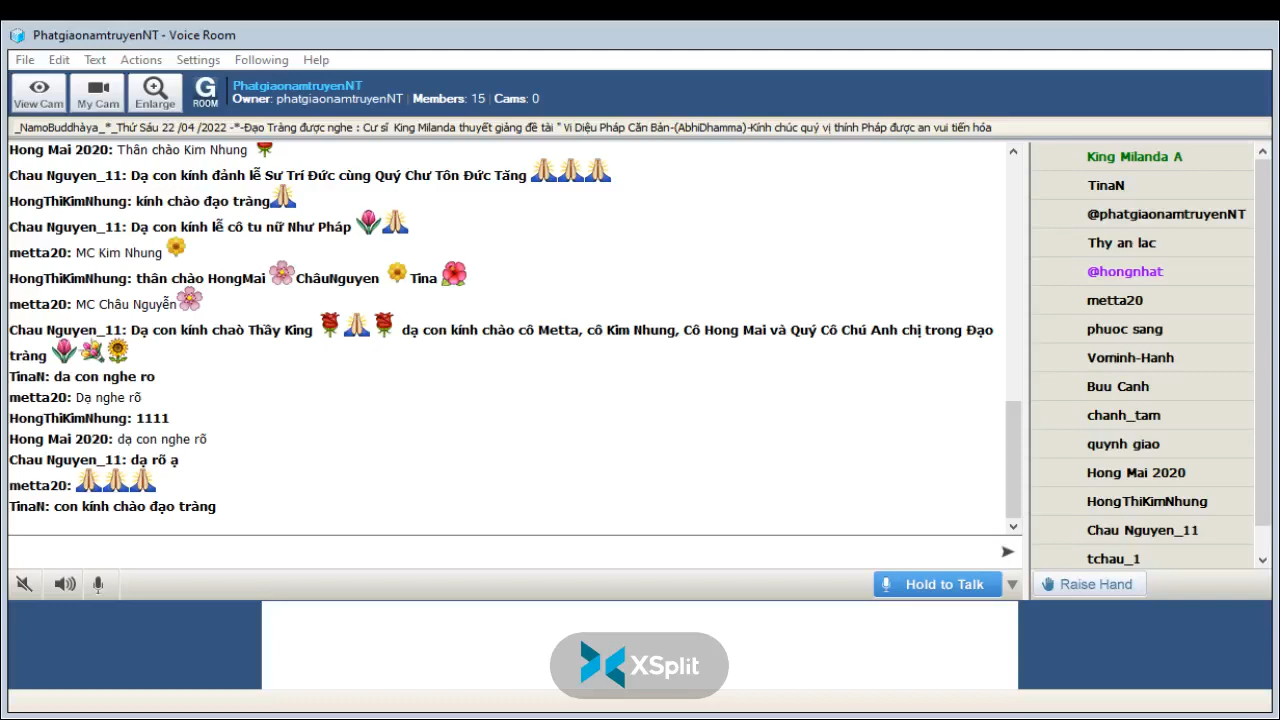 PhatgiaonamtruyenNT - Voice Room
File Edit Text Actions Settings Following Help
View Cam My Cam Enlarge G ROOM
PhatgiaonamtruyenNT
Owner: phatgiaonamtruyenNT | Members: 15 | Cams: 0
_NamoBuddhàya_*_Thứ Sáu 22 /04 /2022 -*-Đạo Tràng được nghe : Cư sĩ King Milanda thuyết giảng đề tài " Vi Diệu Pháp Căn Bản-(AbhiDhamma)-Kính chúc quý vị thính Pháp được an vui tiến hóa
Hong Mai 2020: Thân chào Kim Nhung
Chau Nguyen_11: Dạ con kính đảnh lễ Sư Trí Đức cùng Quý Chư Tôn Đức Tăng
HongThiKimNhung: kính chào đạo tràng
Chau Nguyen_11: Dạ con kính lễ cô tu nữ Như Pháp
metta20: MC Kim Nhung
HongThiKimNhung: thân chào HongMai ChâuNguyen Tina
metta20: MC Châu Nguyễn
Chau Nguyen_11: Dạ con kính chaò Thầy King dạ con kính chào cô Metta, cô Kim Nhung, Cô Hong Mai và Quý Cô Chú Anh chị trong Đạo
tràng
TinaN: da con nghe ro
metta20: Dạ nghe rõ
HongThiKimNhung: 1111
Hong Mai 2020: dạ con nghe rõ
Chau Nguyen_11: dạ rõ ạ
metta20:
TinaN: con kính chào đạo tràng
King Milanda A
TinaN
@phatgiaonamtruyenNT
Thy an lac
@hongnhat
metta20
phuoc sang
Vominh-Hanh
Buu Canh
chanh_tam
quynh giao
Hong Mai 2020
HongThiKimNhung
Chau Nguyen_11
tchau_1
Hold to Talk
Raise Hand
XSplit